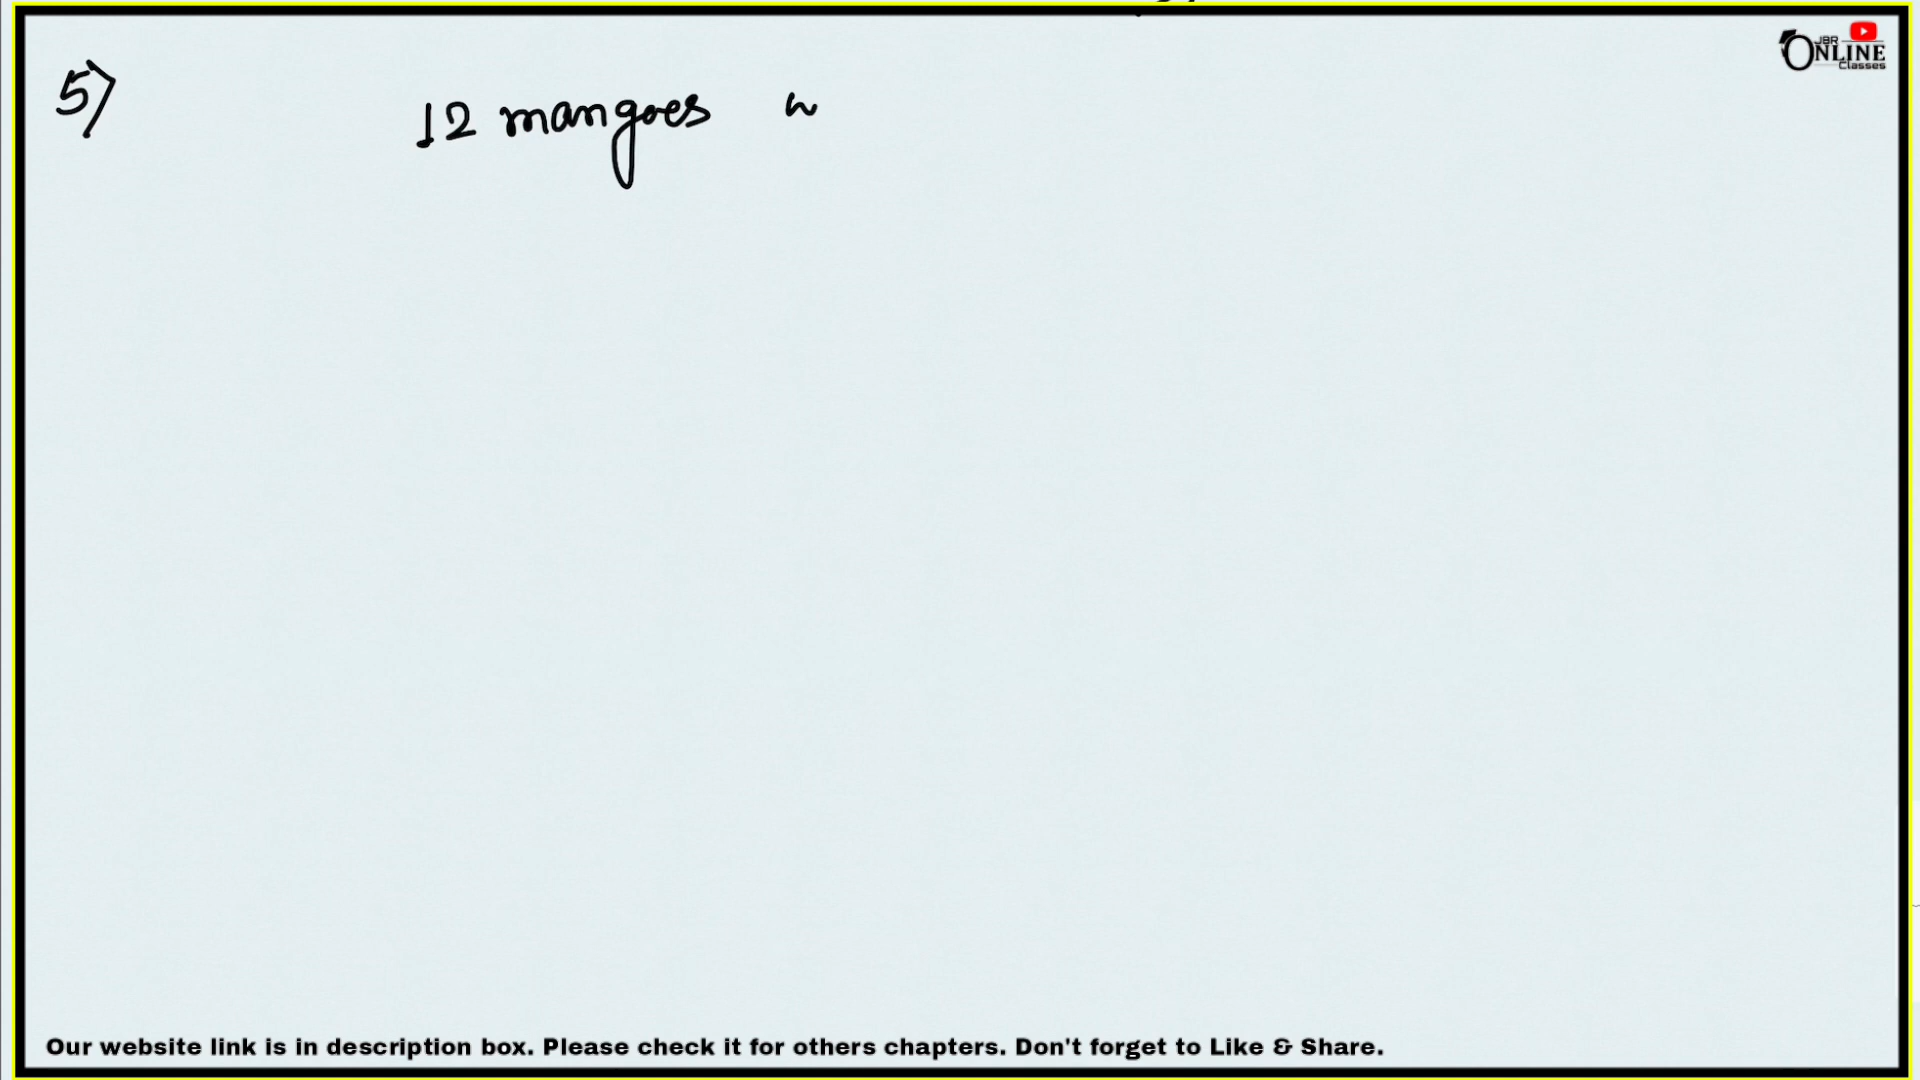 JBR
ONLINE
Classes
5)
12 mangoes
Our website link is in description box. Please check it for others chapters. Don't forget to Like & Share.